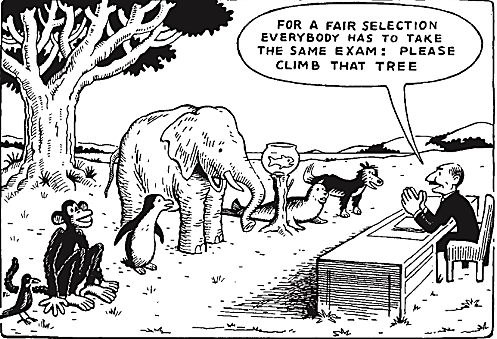 FOR A FAIR SELECTION
EVERYBODY HAS TO TAKE
THE SAME EXAM: PLEASE
CLIMB THAT TREE